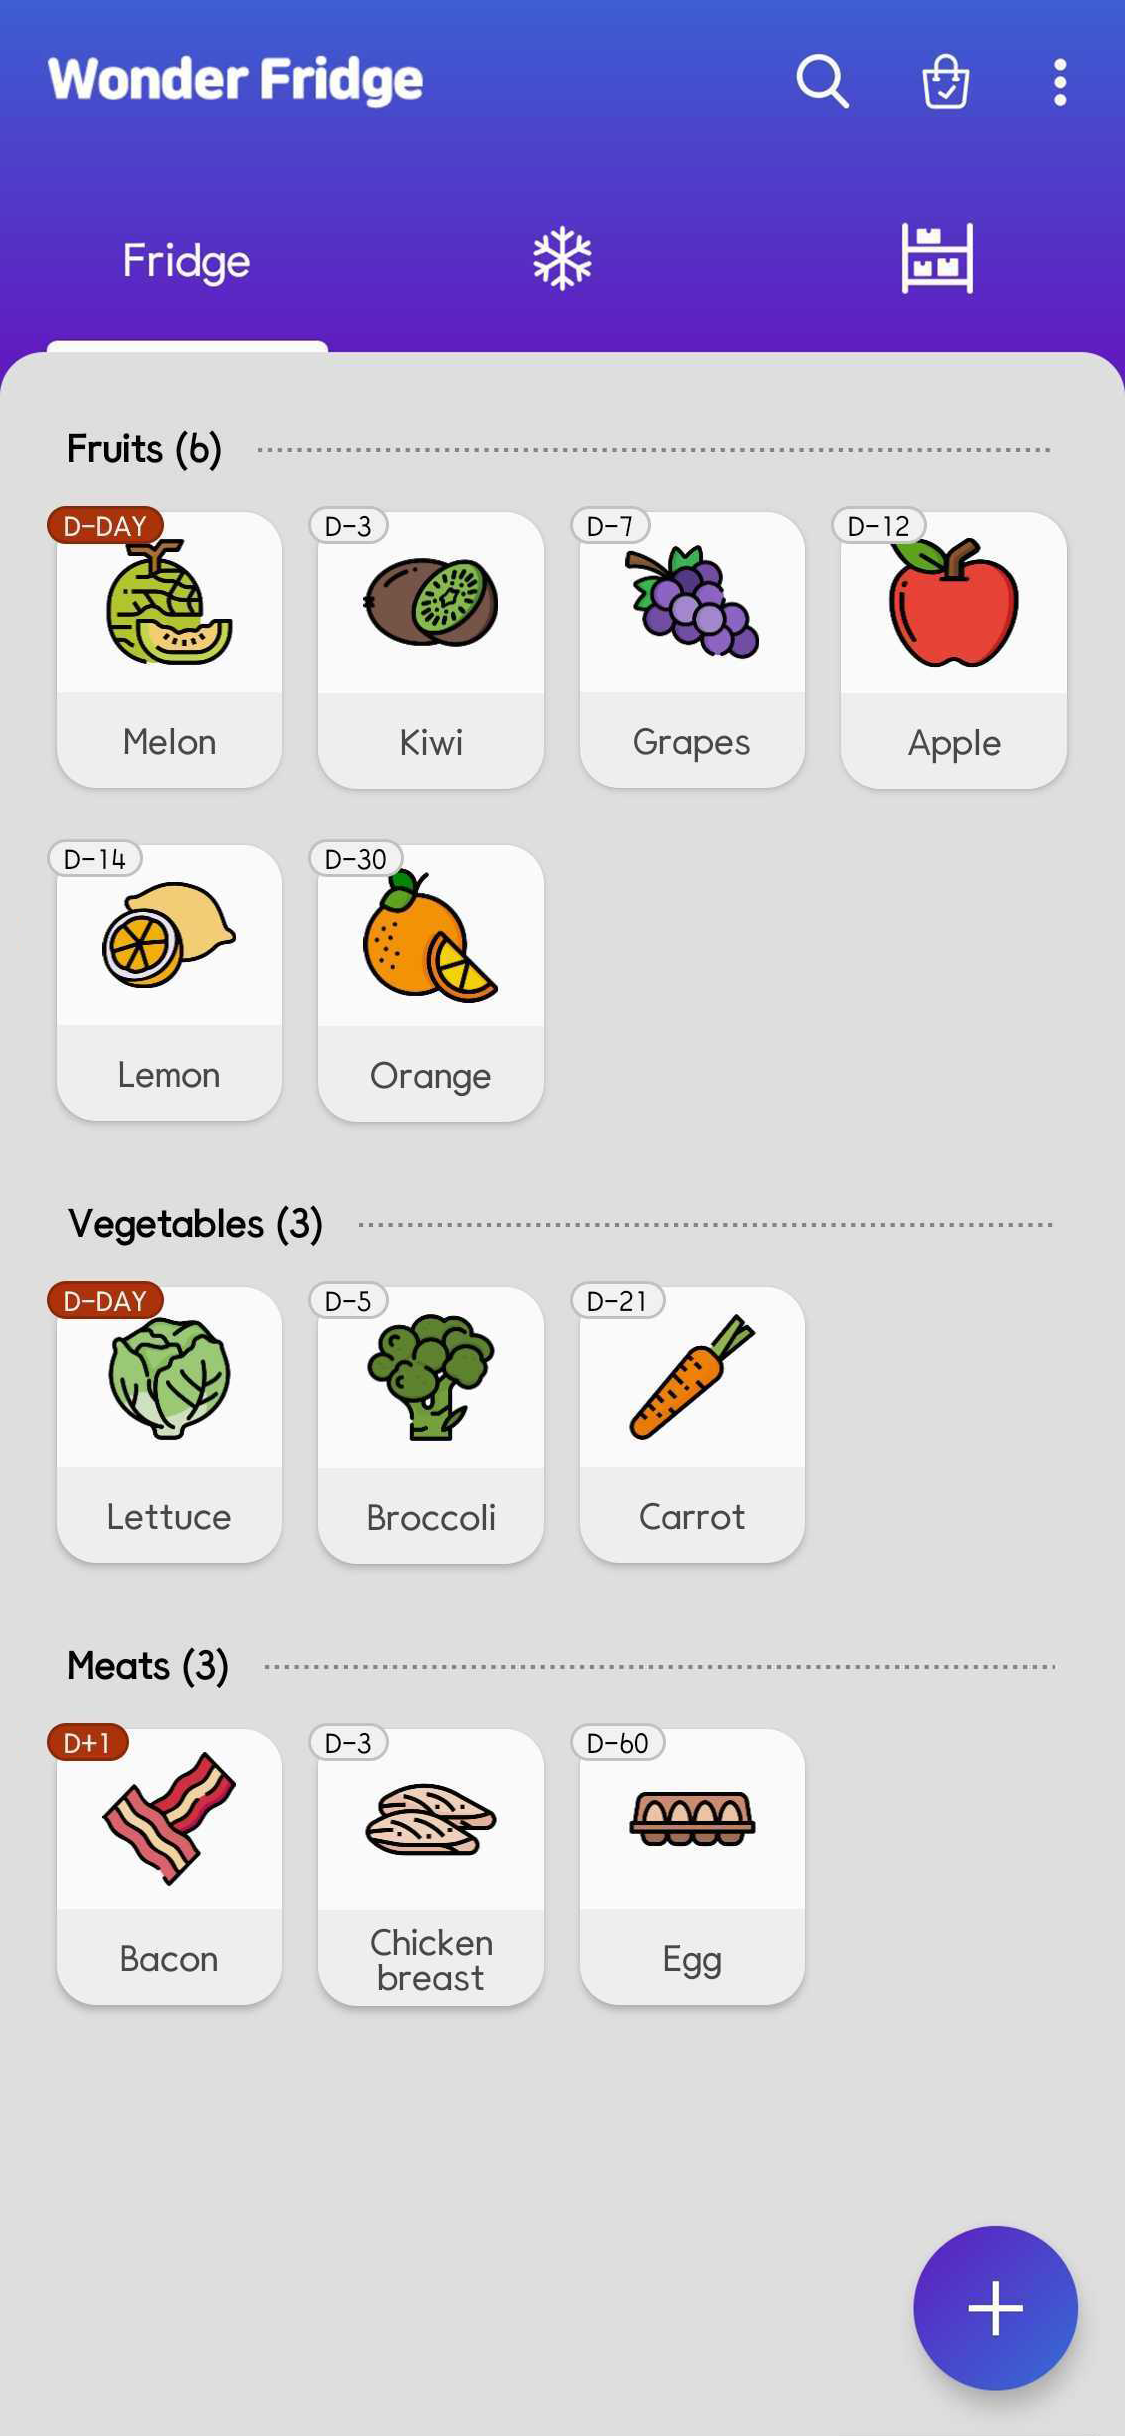 Wonder Fridge
Fridge
Fruits (6)
D-DAY
D-3
D-7
D-12
Melon
Kiwi
Grapes
Apple
D-14
D-30
Lemon
Orange
Vegetables (3)
D-DAY
D-5
D-21
Lettuce
Broccoli
Carrot
Meats (3)
D+1
D-3
D-60
Bacon
Chicken
breast
Egg